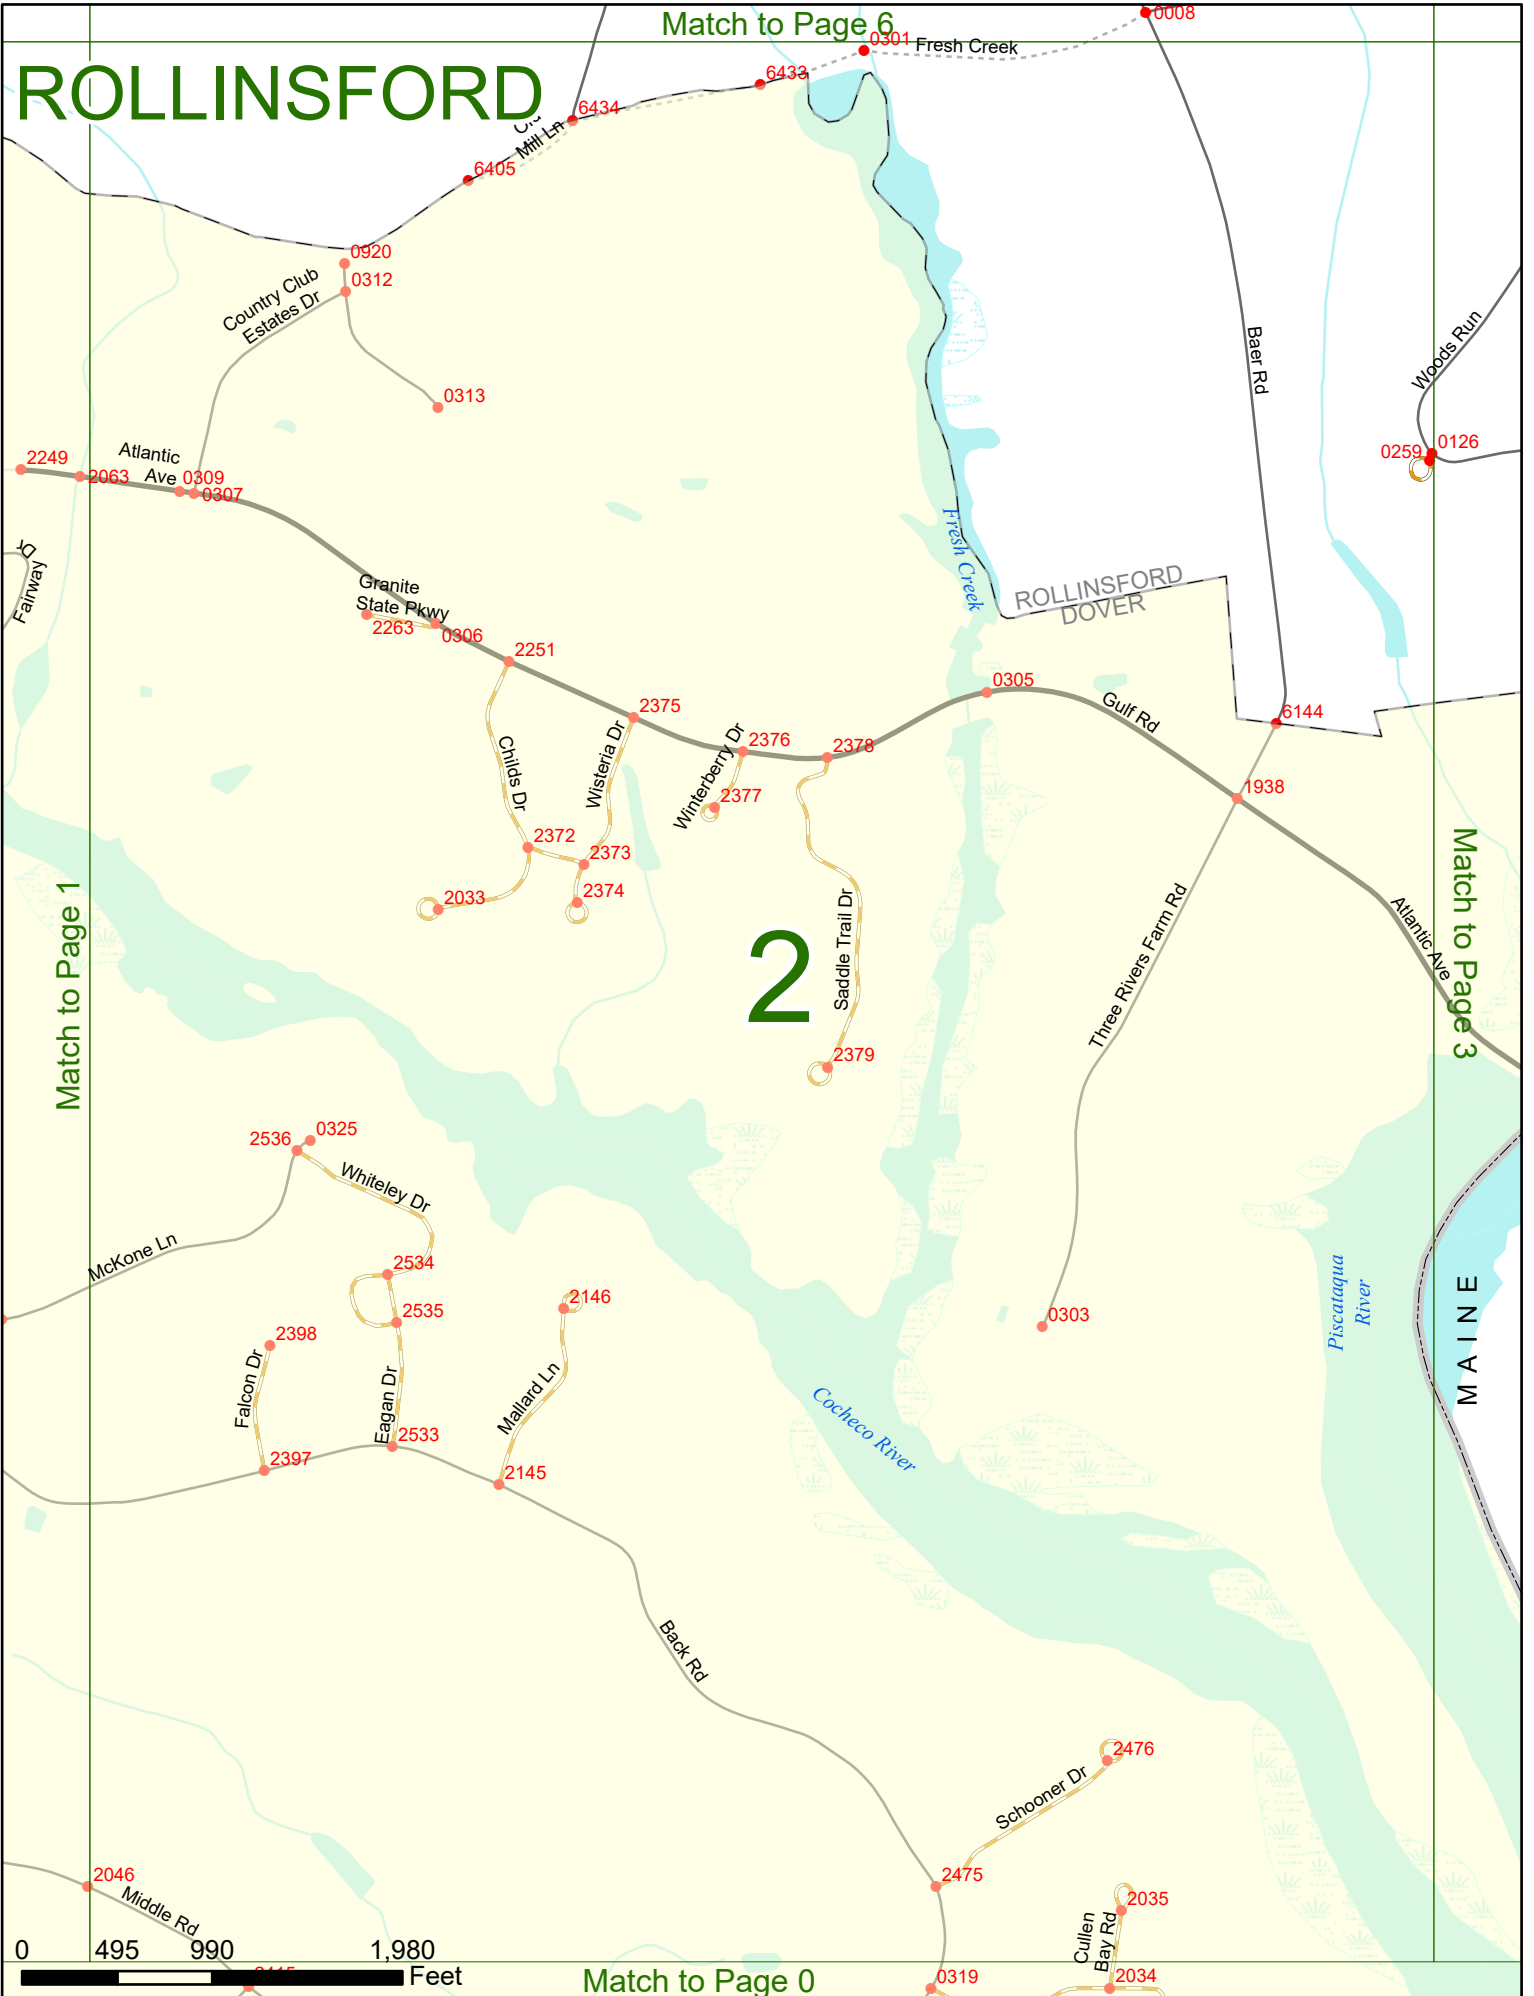 Match to Page 6
0008
0301
Fresh Creek
ROLLINSFORD
6433
6434
Mill Ln
6405
0920
Country Club
Estates Dr
0312
Baer Rd
Woods Run
0313
2249
Atlantic
Ave
2063
0309
0307
0259
0126
Dr
Fairway
Fresh Creek
Granite
State Pkwy
2263
0306
ROLLINSFORD
DOVER
2251
0305
2375
Gulf Rd
6144
2376
2378
Childs Dr
Wisteria Dr
Winterberry Dr
2377
1938
2372
2373
2374
2033
Match to Page 1
2
Saddle Trail Dr
Three Rivers Farm Rd
Atlantic Ave
Match to Page 3
2379
0325
2536
Whiteley Dr
McKone Ln
2534
2535
2146
0303
Piscataqua
River
MAINE
2398
Falcon Dr
Eagan Dr
Mallard Ln
Cocheco River
2533
2397
2145
Back Rd
2476
Schooner Dr
2046
Middle Rd
2475
2035
Cullen
Bay Rd
0 495 990 1,980
Feet
Match to Page 0
0319
2034